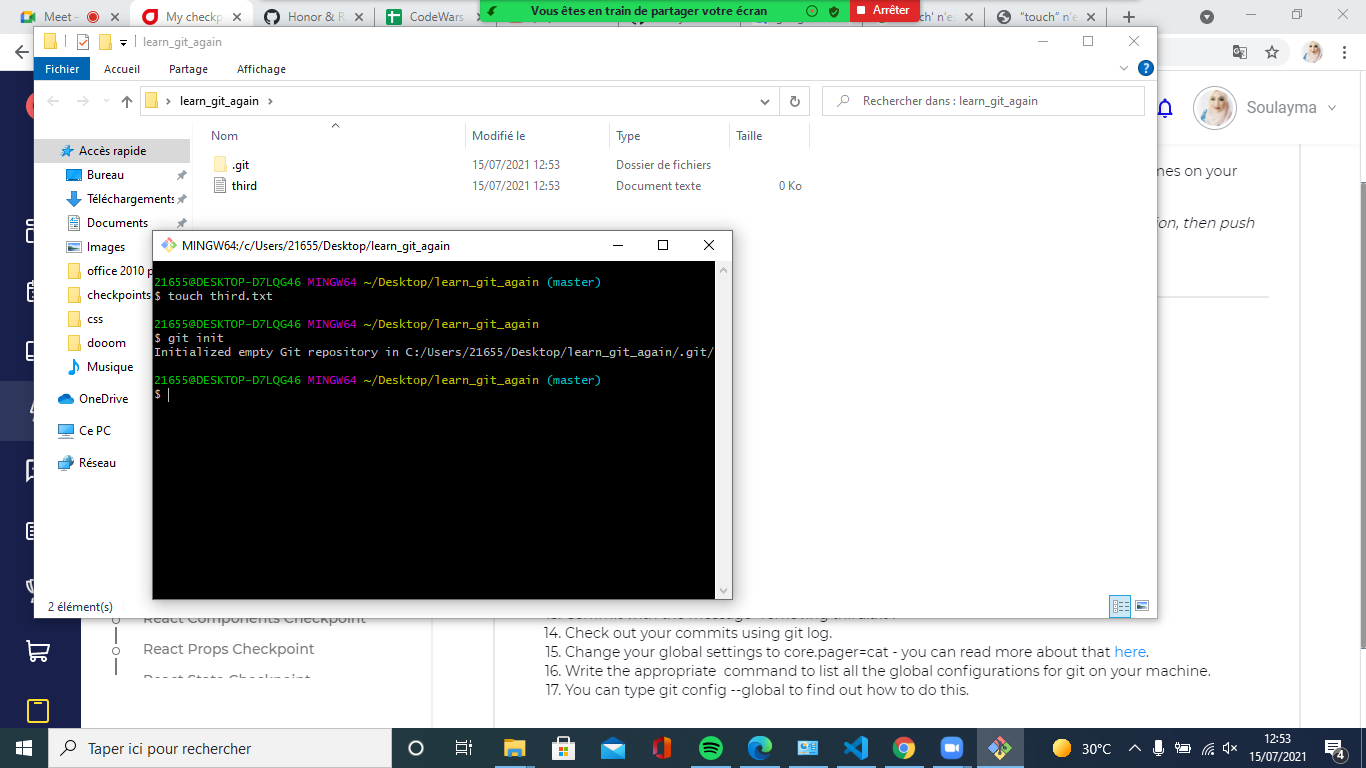 Meet –
My checkp
Honor & R
CodeWars
Vous êtes en train de partager votre écran
Arrêter
"touch" n'e
learn_git_again
Fichier
Accueil
Partage
Affichage
learn_git_again
Rechercher dans : learn_git_again
Soulayma
Nom
Modifié le
Type
Taille
Accès rapide
.git
15/07/2021 12:53
Dossier de fichiers
third
15/07/2021 12:53
Document texte
0 Ko
Bureau
Téléchargements
Documents
Images
office 2010 p
checkpoints
css
dooom
Musique
OneDrive
Ce PC
Réseau
2 élément(s)
mes on your
ion, then push
MINGW64:/c/Users/21655/Desktop/learn_git_again
21655@DESKTOP-D7LQG46 MINGW64 ~/Desktop/learn_git_again (master)
$ touch third.txt
21655@DESKTOP-D7LQG46 MINGW64 ~/Desktop/learn_git_again
$ git init
Initialized empty Git repository in C:/Users/21655/Desktop/learn_git_again/.git/
21655@DESKTOP-D7LQG46 MINGW64 ~/Desktop/learn_git_again (master)
$
React Components Checkpoint
React Props Checkpoint
React State Checkpoint
14. Check out your commits using git log.
15. Change your global settings to core.pager=cat - you can read more about that here.
16. Write the appropriate command to list all the global configurations for git on your machine.
17. You can type git config --global to find out how to do this.
Taper ici pour rechercher
30°C
12:53
15/07/2021
4